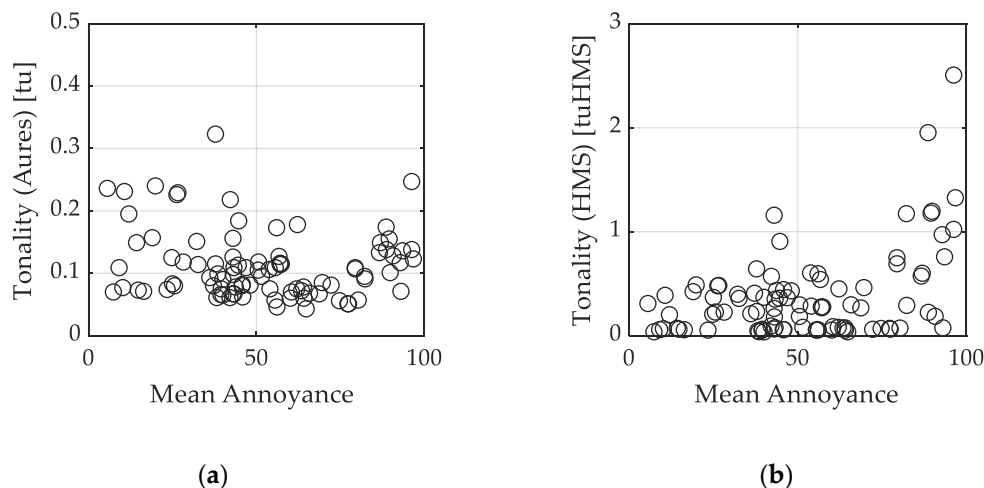 0.5
0.4
0.3
0.2
0.1
0
0
50
100
Tonality (Aures) [tu]
Mean Annoyance
(a)
3
2
1
0
0
50
100
Tonality (HMS) [tuHMS]
Mean Annoyance
(b)